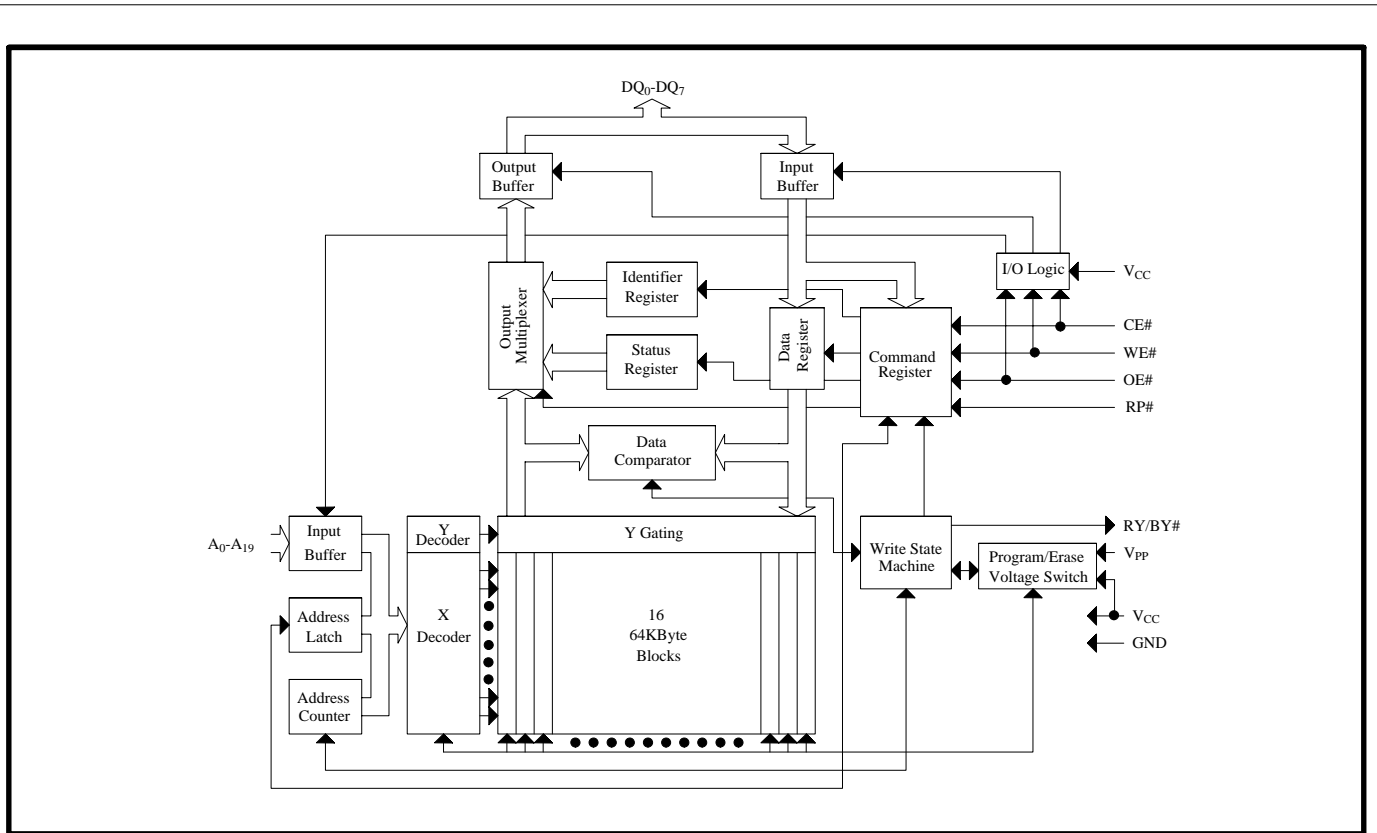 DQ0-DQ7
Output
Buffer
Input
Buffer
I/O Logic
VCC
Output
Multiplexer
Identifier
Register
Status
Register
Data
Register
Command
Register
CE#
WE#
OE#
RP#
Data
Comparator
A0-A19
Input
Buffer
Y
Decoder
Y Gating
Write State
Machine
RY/BY#
Program/Erase
Voltage Switch
VPP
VCC
GND
Address
Latch
X
Decoder
16
64KByte
Blocks
Address
Counter